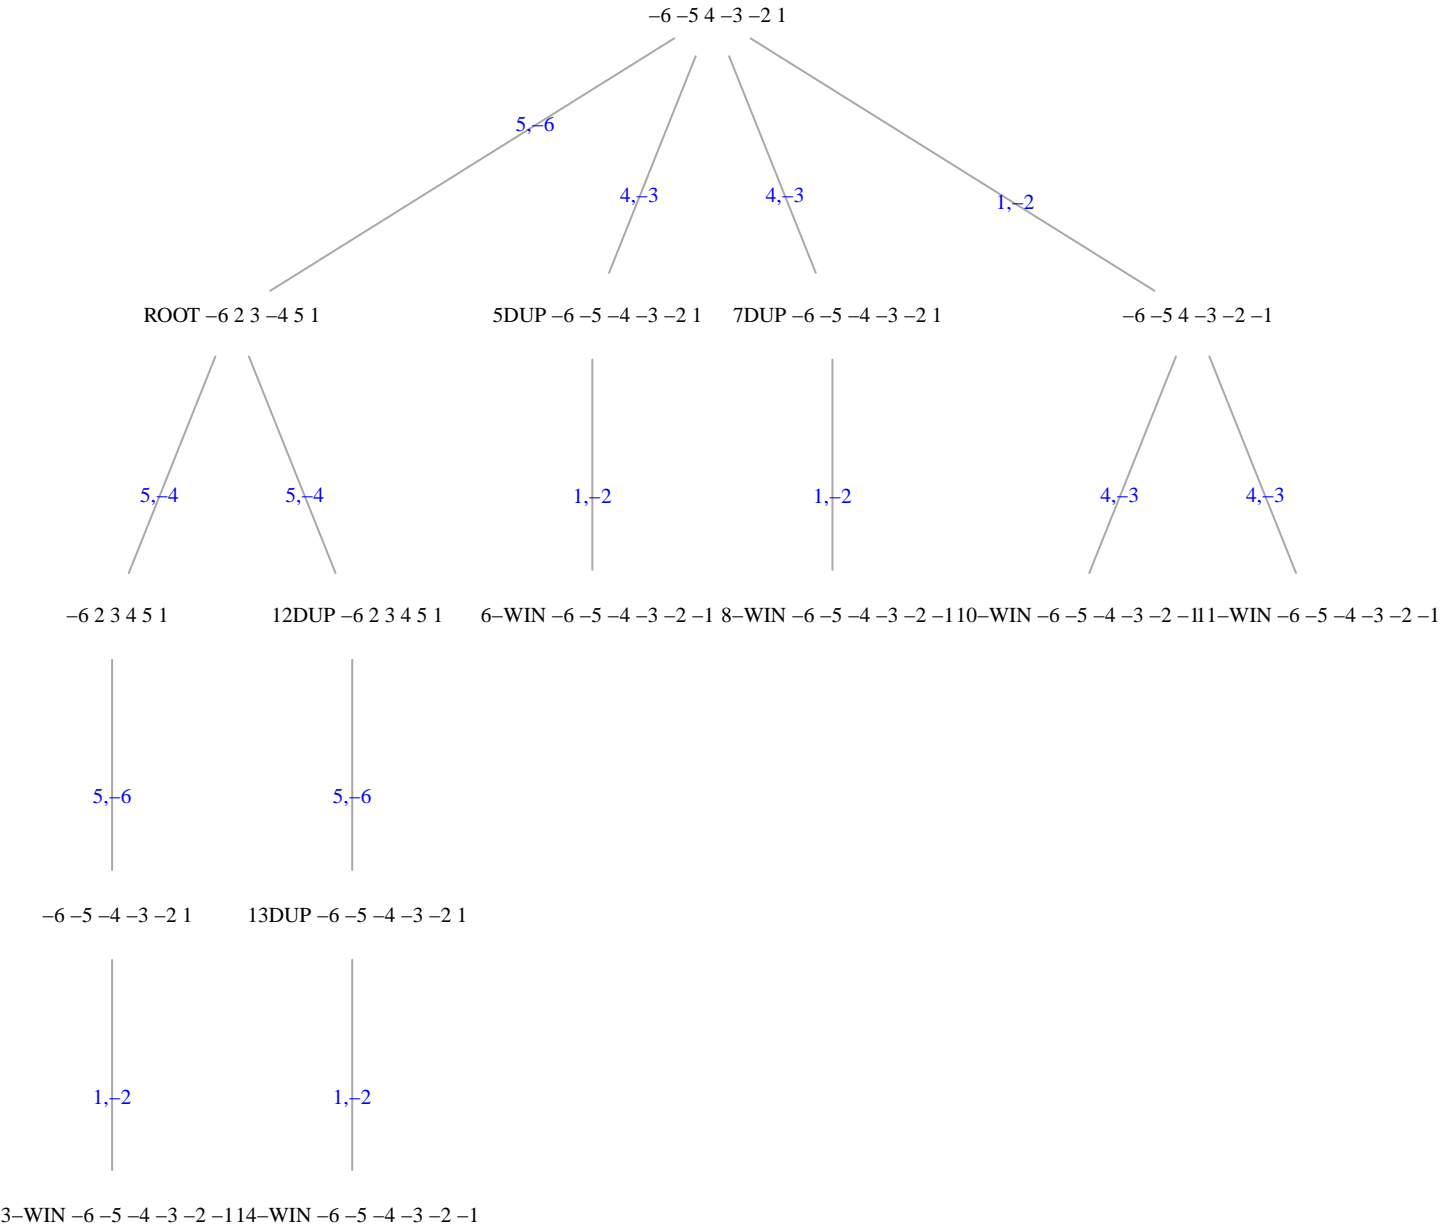 −6 −5 4 −3 −2 1
5,−6
4,−3
4,−3
1,−2
ROOT −6 2 3 −4 5 1
5DUP −6 −5 −4 −3 −2 1
7DUP −6 −5 −4 −3 −2 1
−6 −5 4 −3 −2 −1
5,−4
5,−4
1,−2
1,−2
4,−3
4,−3
−6 2 3 4 5 1
12DUP −6 2 3 4 5 1
6−WIN −6 −5 −4 −3 −2 −1
8−WIN −6 −5 −4 −3 −2 −1
10−WIN −6 −5 −4 −3 −2 −1
11−WIN −6 −5 −4 −3 −2 −1
5,−6
5,−6
−6 −5 −4 −3 −2 1
13DUP −6 −5 −4 −3 −2 1
1,−2
1,−2
3−WIN −6 −5 −4 −3 −2 −1
14−WIN −6 −5 −4 −3 −2 −1